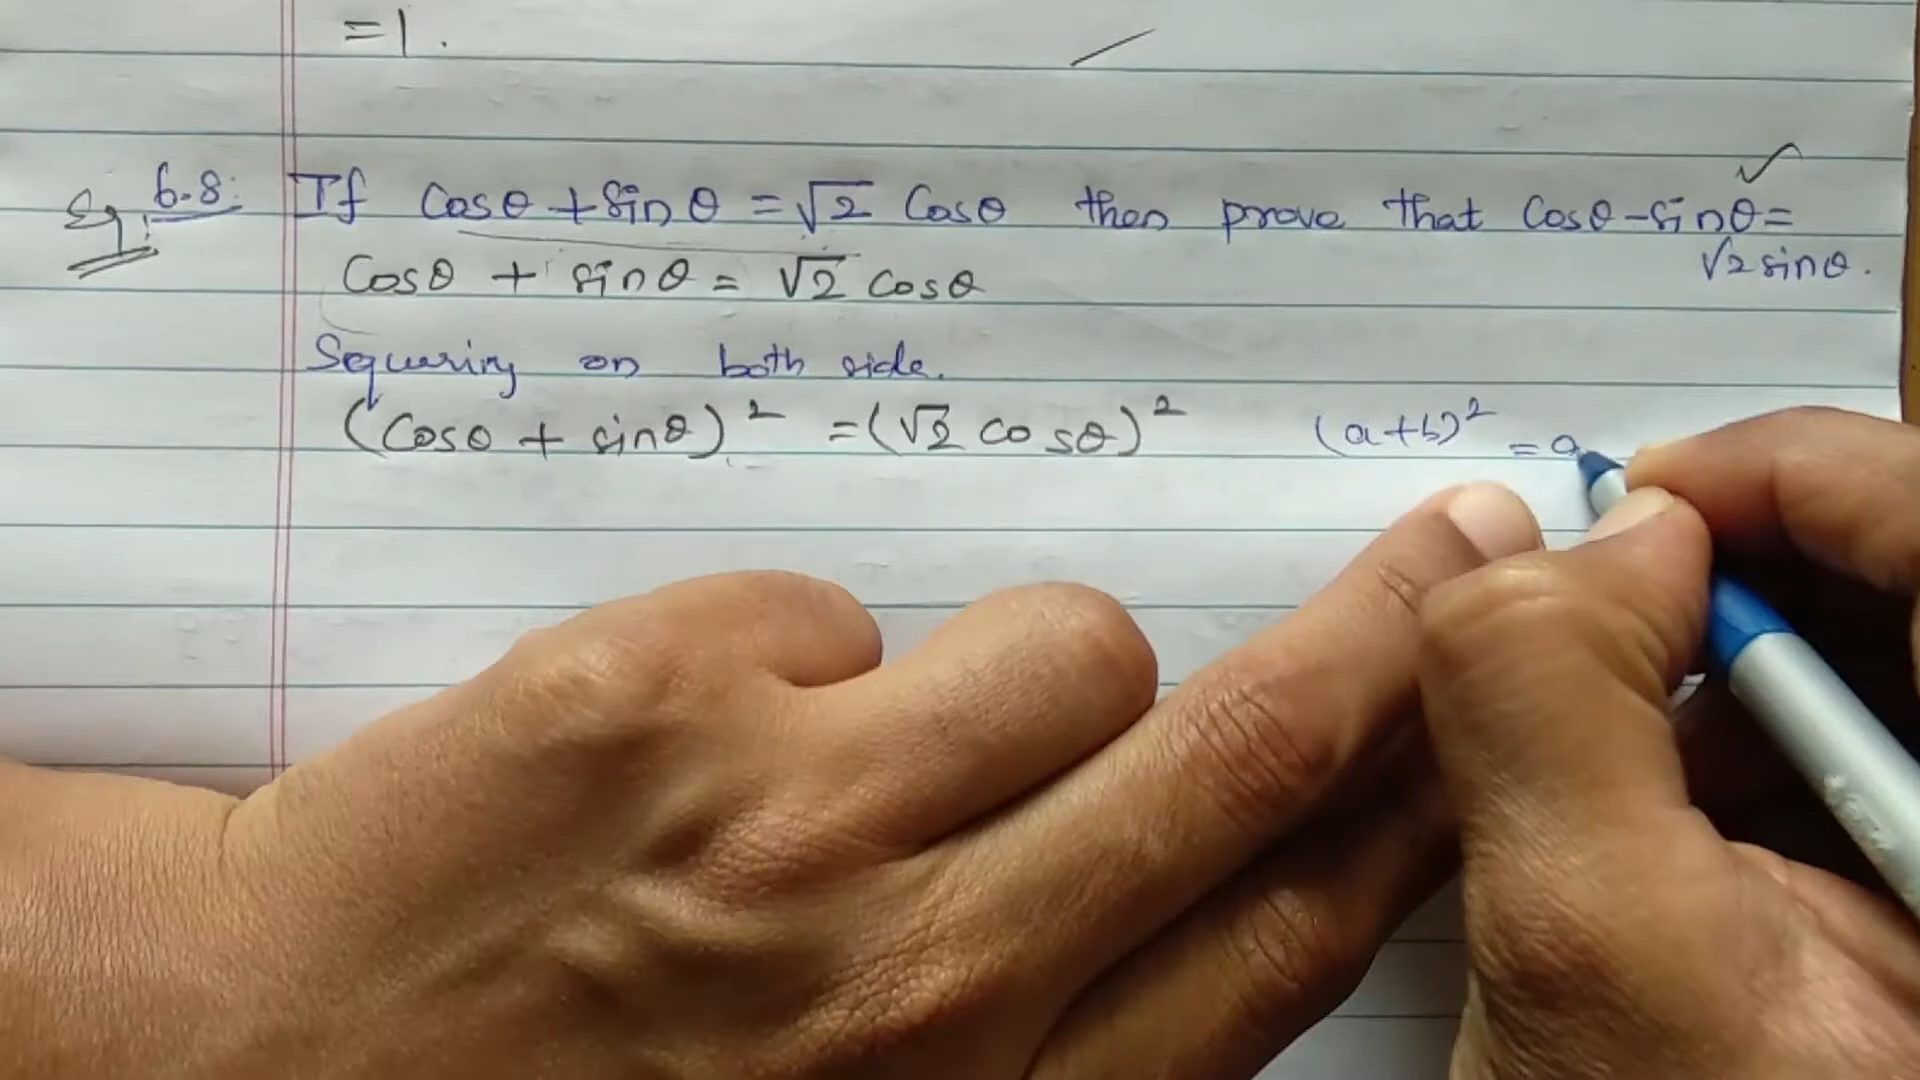 =1.
Eg: 6.8: If Cosθ + Sinθ = √2 Cosθ then prove that Cosθ - Sinθ =
√2 sinθ.
Cosθ + sinθ = √2 cosθ
Sequering on both side.
(Cosθ + sinθ)² = (√2 cosθ)² (a+b)² = a